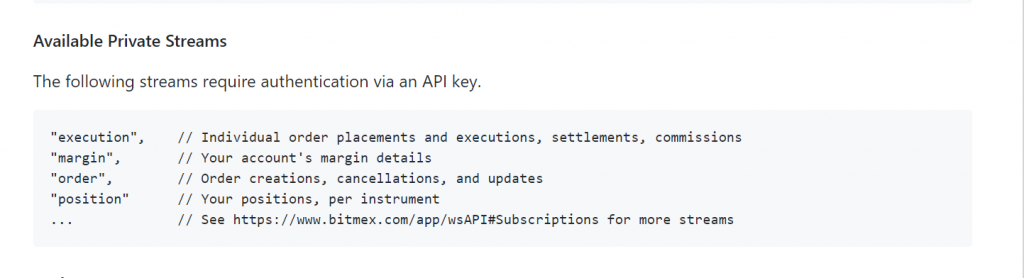 Available Private Streams
The following streams require authentication via an API key.
"execution",    // Individual order placements and executions, settlements, commissions
"margin",       // Your account's margin details
"order",        // Order creations, cancellations, and updates
"position"      // Your positions, per instrument
...             // See https://www.bitmex.com/app/wsAPI#Subscriptions for more streams